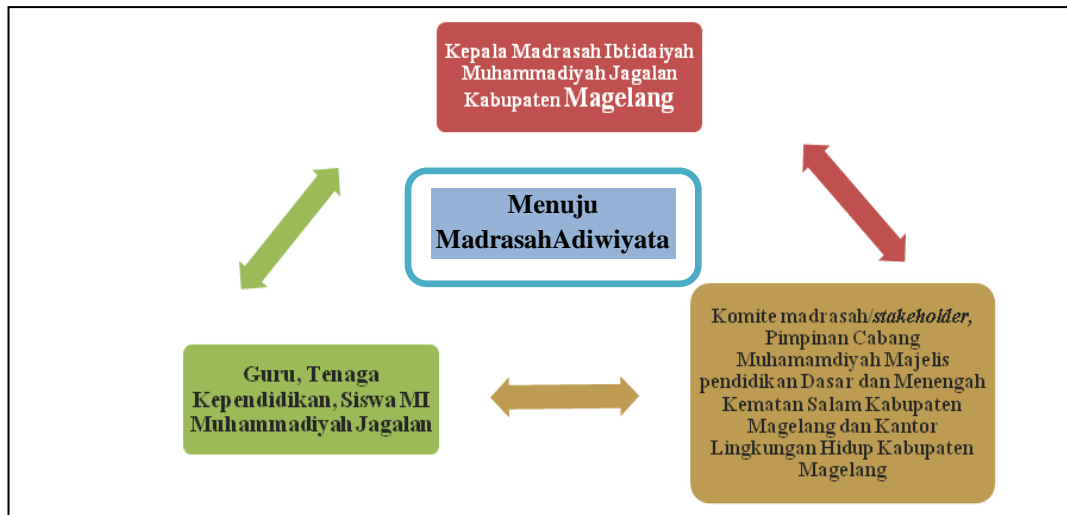 Kepala Madrasah Ibtidaiyah
Muhammadiyah Jagalan
Kabupaten Magelang
Menuju
MadrasahAdiwiyata
Guru, Tenaga
Kependidikan, Siswa MI
Muhammadiyah Jagalan
Komite madrasah/stakeholder,
Pimpinan Cabang
Muhamamdiyah Majelis
pendidikan Dasar dan Menengah
Kematan Salam Kabupaten
Magelang dan Kantor
Lingkungan Hidup Kabupaten
Magelang